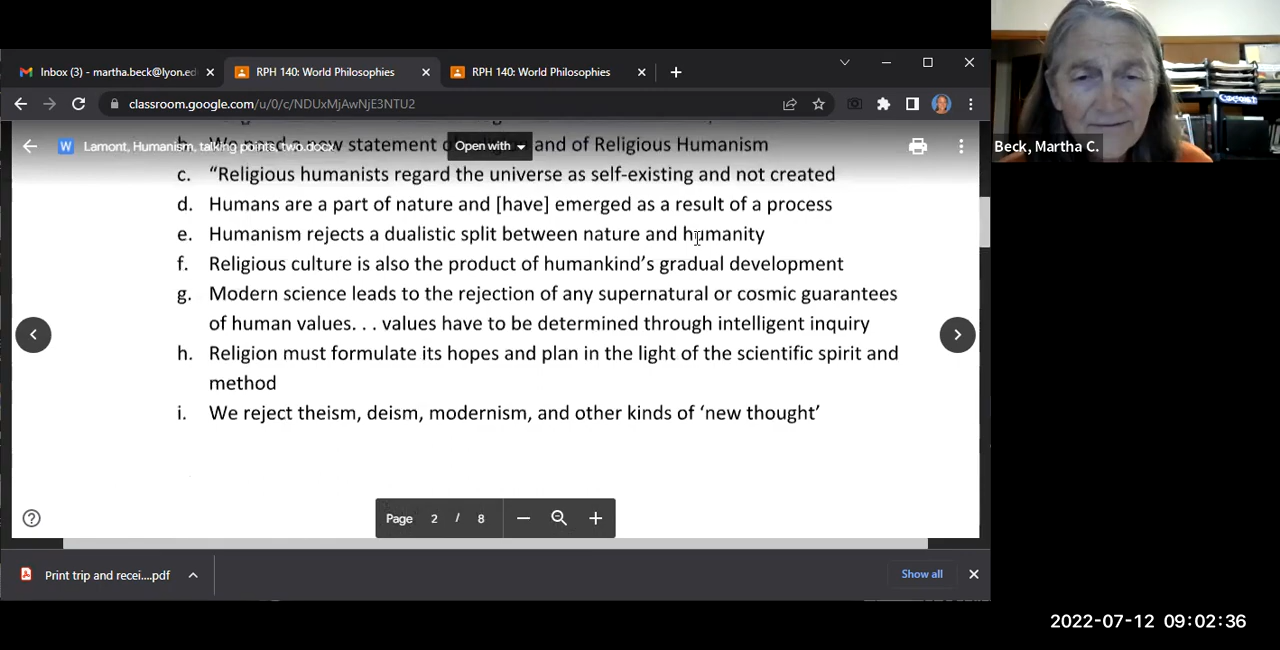 Inbox (3) - martha.beck@lyon.ed
RPH 140: World Philosophies
RPH 140: World Philosophies
classroom.google.com/u/0/c/NDUxMjAwNjE3NTU2
Beck, Martha C.
Lamont, Humanism, talking points, two.docx
Open with
statement and of Religious Humanism
c. “Religious humanists regard the universe as self-existing and not created
d. Humans are a part of nature and [have] emerged as a result of a process
e. Humanism rejects a dualistic split between nature and humanity
f. Religious culture is also the product of humankind’s gradual development
g. Modern science leads to the rejection of any supernatural or cosmic guarantees
of human values. . . values have to be determined through intelligent inquiry
h. Religion must formulate its hopes and plan in the light of the scientific spirit and
method
i. We reject theism, deism, modernism, and other kinds of ‘new thought’
Page 2 / 8
Print trip and recei....pdf
Show all
2022-07-12 09:02:36